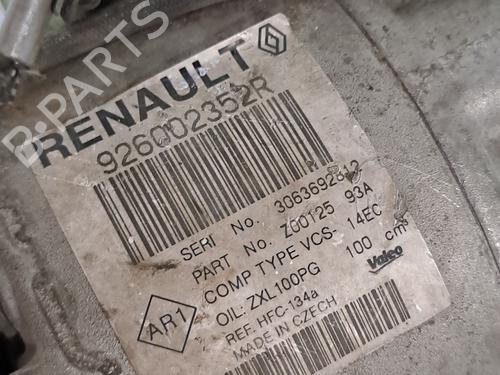 RENAULT
926002352R
SERI No. 3063692812
PART No. Z0012593A
COMP TYPE VCS- 14EC
OIL: ZXL100PG 100 cm³
REF. HFC-134a
MADE IN CZECH
AR1
Valeo
B-PARTS